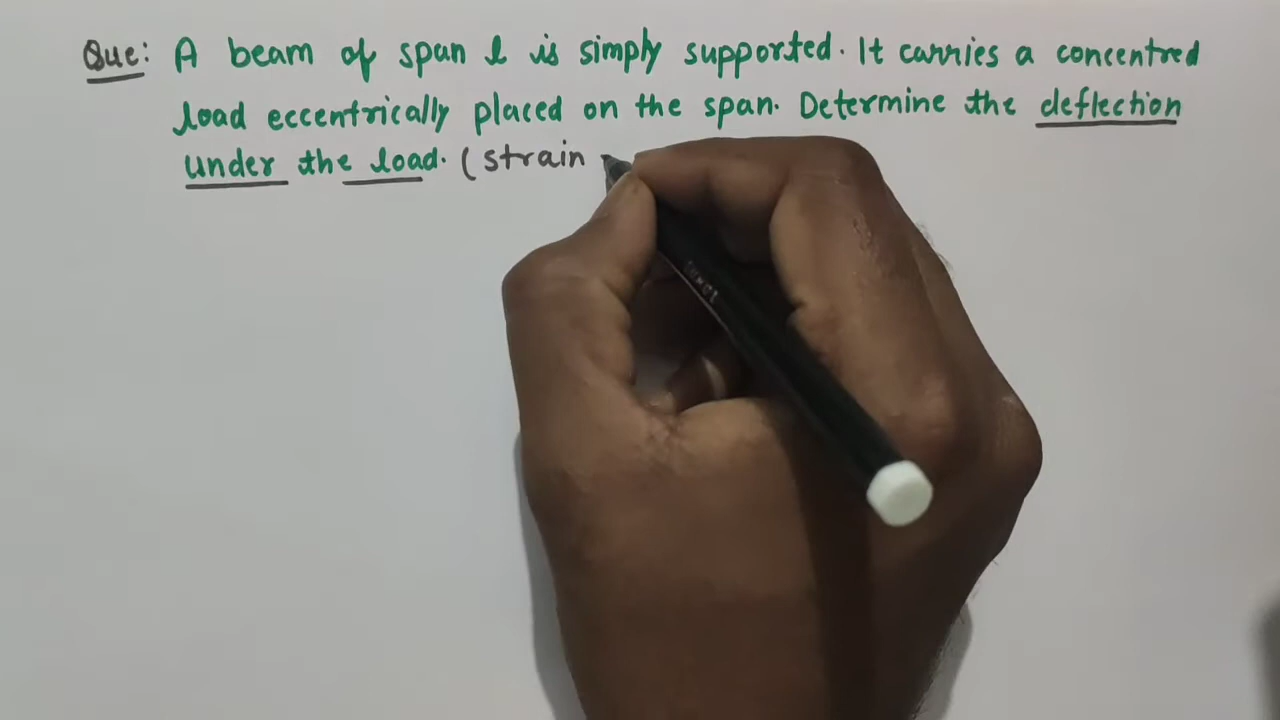 Que: A beam of span l is simply supported. It carries a concentred
load eccentrically placed on the span. Determine the deflection
under the load. (strain